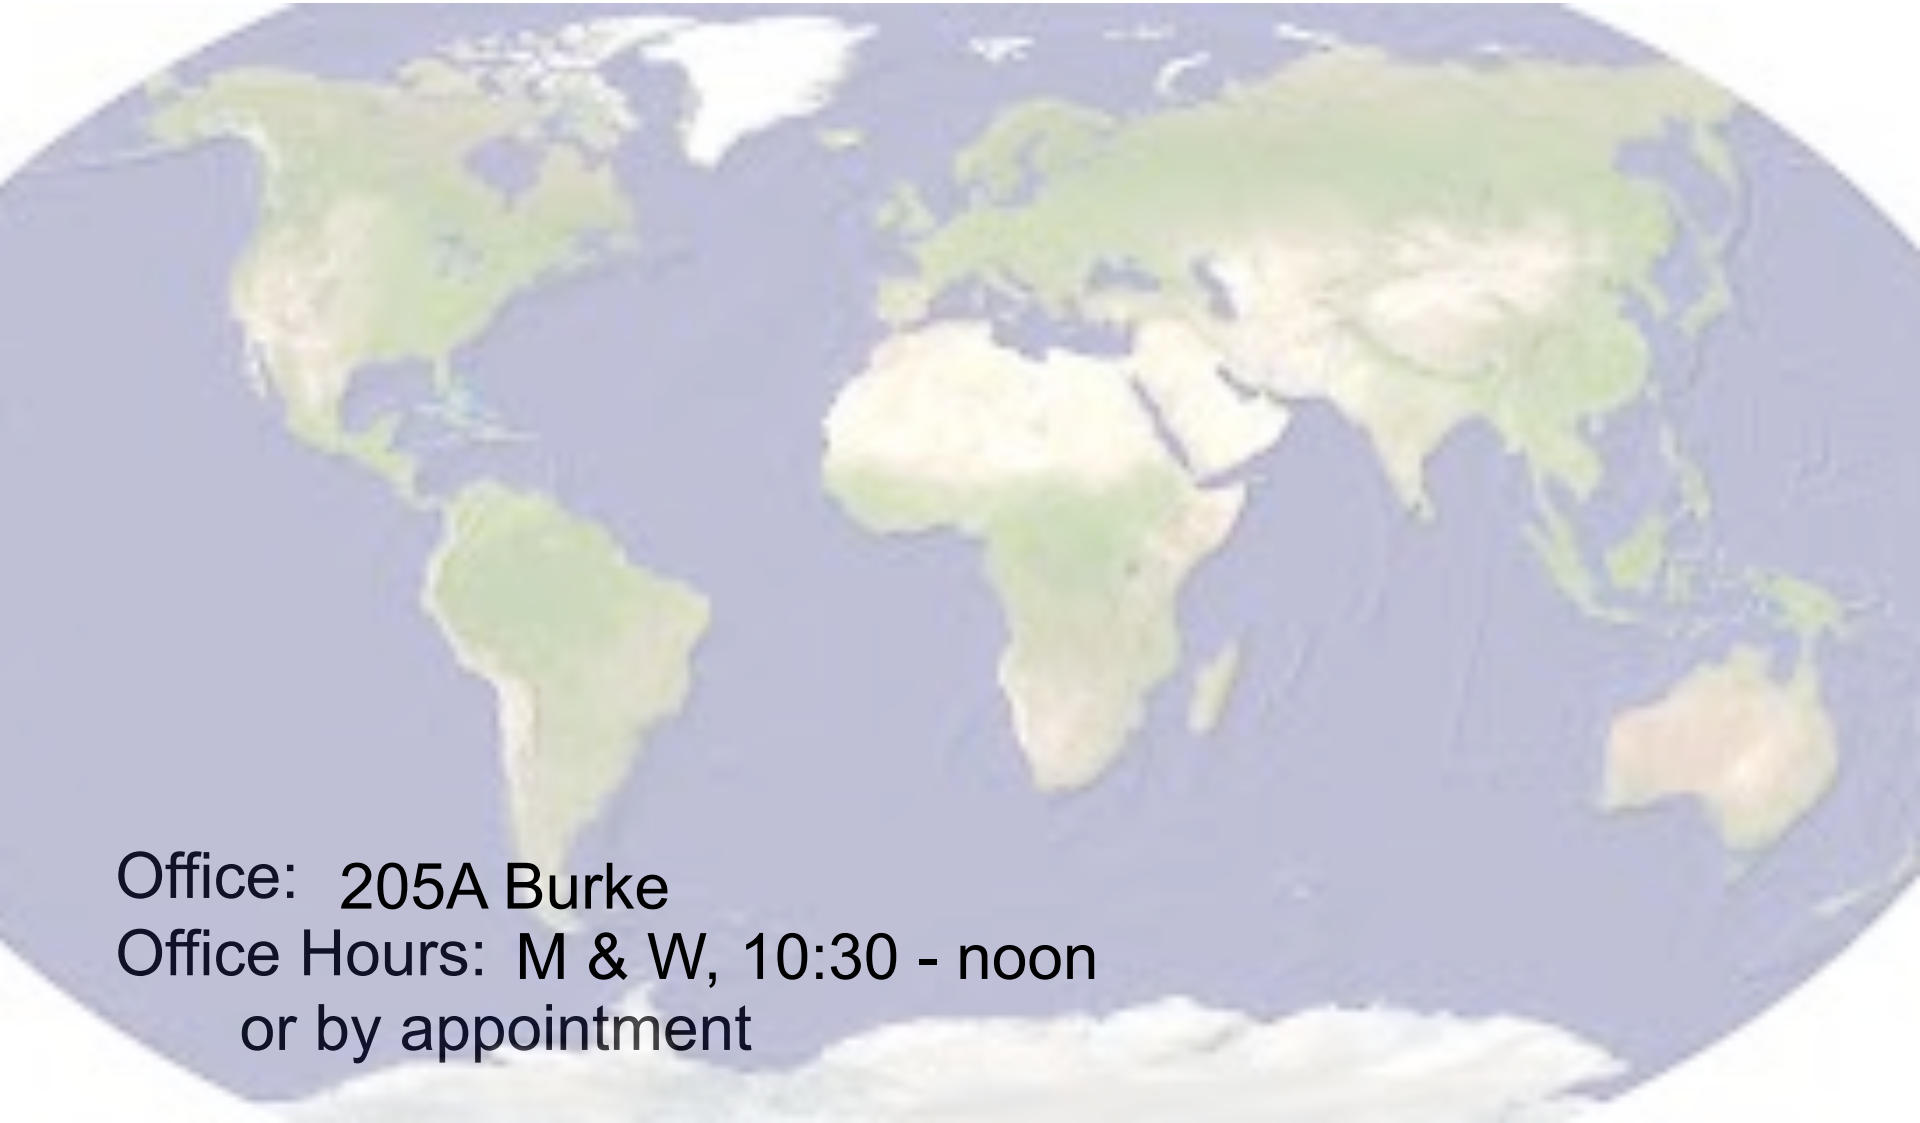 Office: 205A Burke
Office Hours: M & W, 10:30 - noon
or by appointment